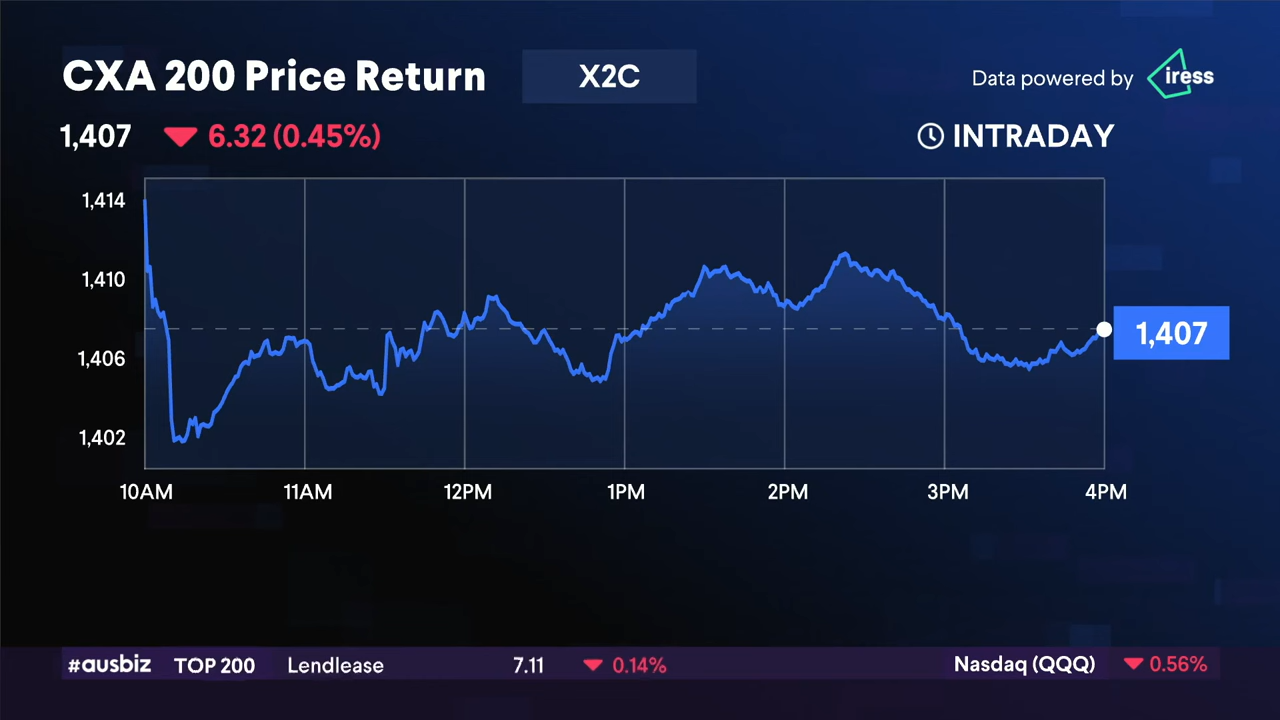 CXA 200 Price Return X2C Data powered by iress
1,407 6.32 (0.45%) INTRADAY
1,414
1,410
1,406
1,402
1,407
10AM 11AM 12PM 1PM 2PM 3PM 4PM
#ausbiz TOP 200 Lendlease 7.11 0.14% Nasdaq (QQQ) 0.56%